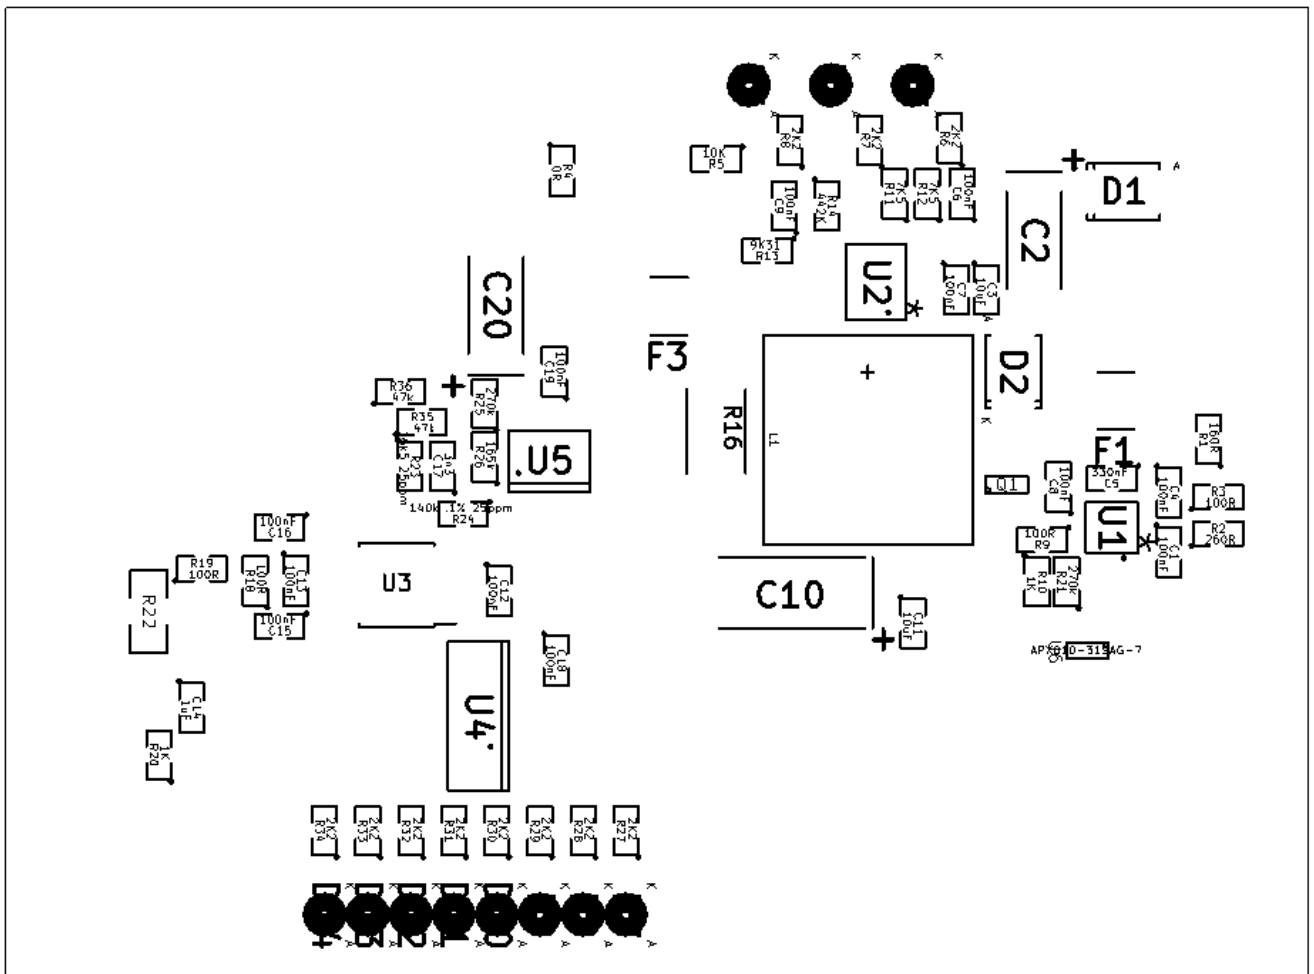 K K K
A A
2K2
R8
2K2
R7
2K2
R6
10K
R5
R4
0R
A
D1
100nF
C9
R14
442K
7K5
R11
7K5
R12
100nF
C6
C2
9K31
R13
U2
*
C7
100nF
C3
10uF
C20
F3
D2
K
100nF
C19
R36
47k
270k
R25
R35
47k
R16
L1
F1
160R
R1
165k
R26
U5
R23
C17
Q1
100nF
C8
330nF
C5
C4
100nF
R3
100R
140k .1% 25ppm
R24
U1
*
R2
260R
100nF
C16
100R
R9
C1
100nF
R19
100R
100R
R18
C13
100nF
U3
C12
100nF
R10
1K
270k
R21
R22
C10
100nF
C15
C11
10uF
C18
100nF
C14
1uF
U4
1K
R20
2K2
R34
2K2
R33
2K2
R32
2K2
R31
2K2
R30
2K2
R29
2K2
R28
2K2
R27
K K K K K K K K
A A A A A A A A